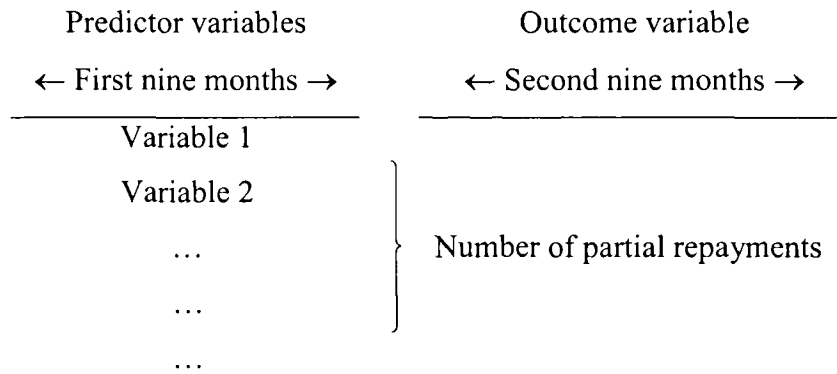 Predictor variables Outcome variable
← First nine months → ← Second nine months →
Variable 1
Variable 2
...
Number of partial repayments
...
...